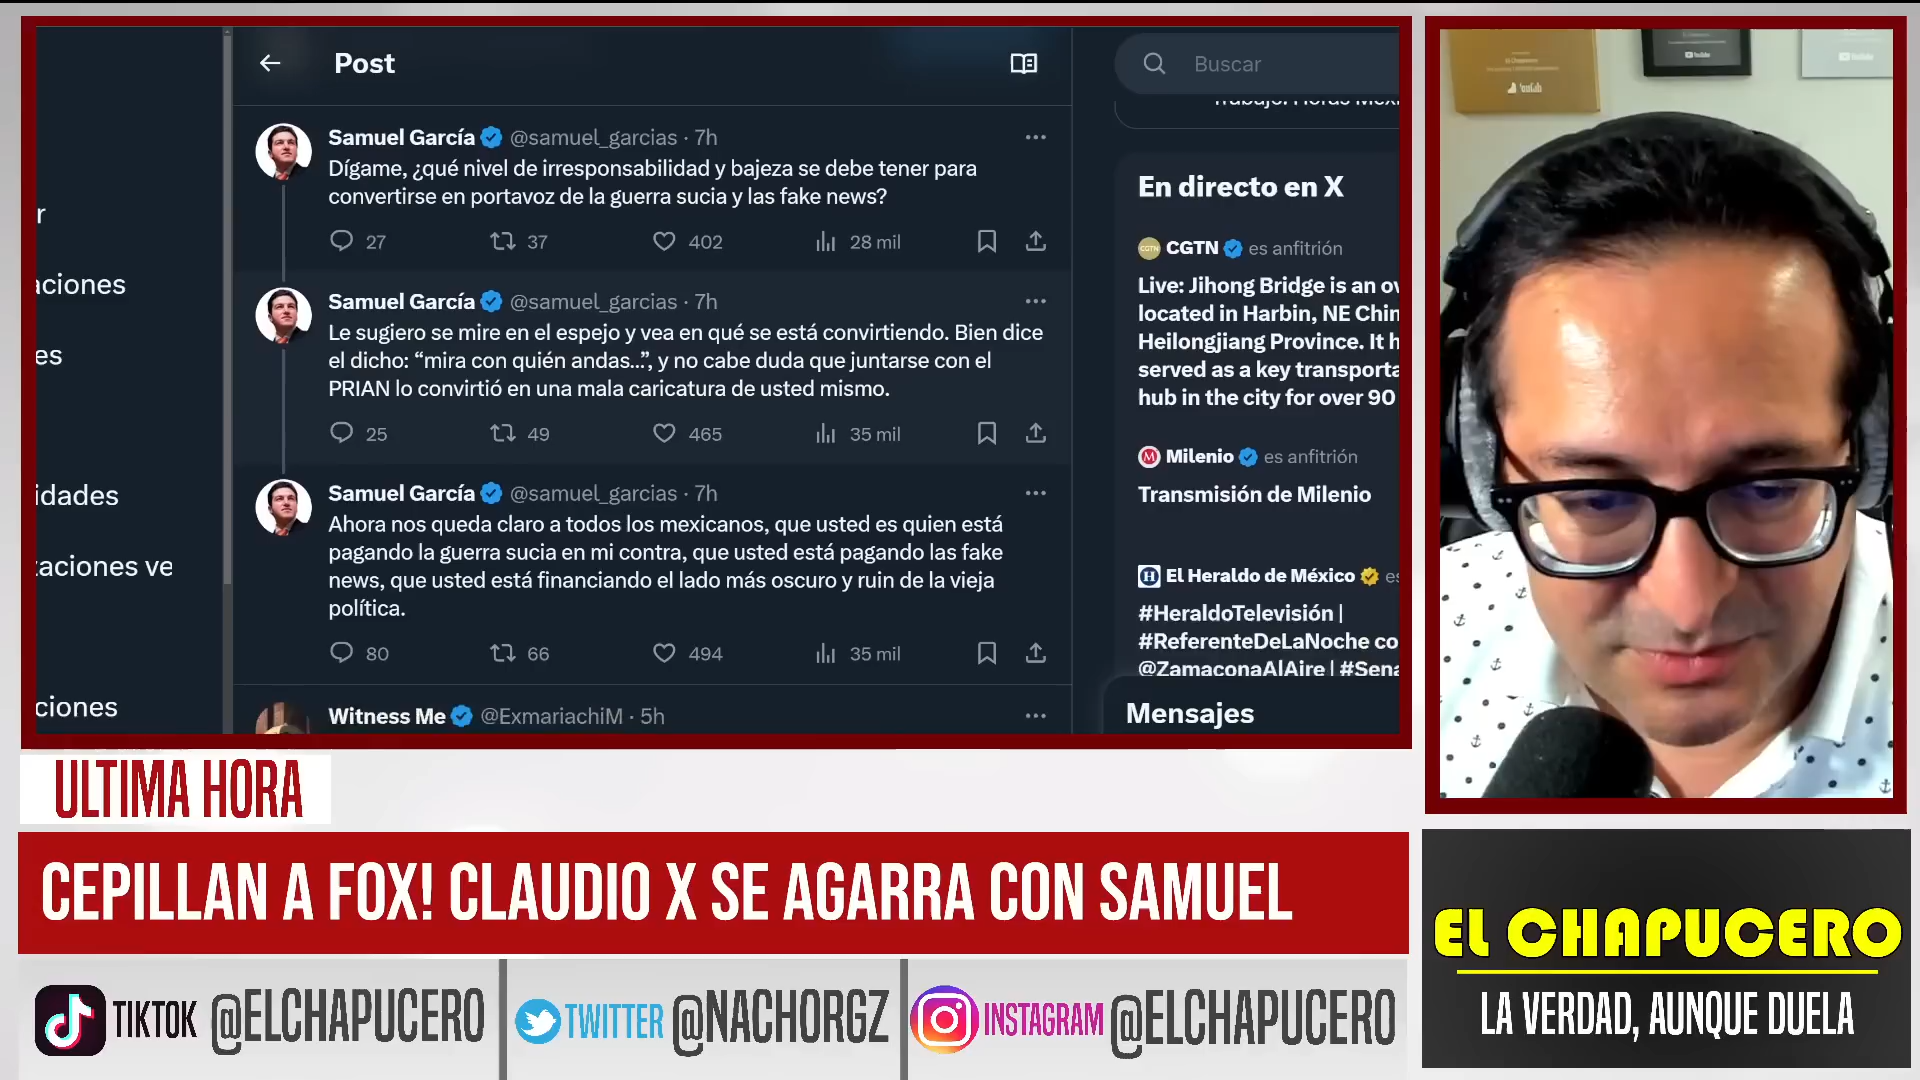 Post
Buscar
Samuel García @samuel_garcias · 7h
Dígame, ¿qué nivel de irresponsabilidad y bajeza se debe tener para
convertirse en portavoz de la guerra sucia y las fake news?
27 37 402 28 mil
Samuel García @samuel_garcias · 7h
Le sugiero se mire en el espejo y vea en qué se está convirtiendo. Bien dice
el dicho: “mira con quién andas...”, y no cabe duda que juntarse con el
PRIAN lo convirtió en una mala caricatura de usted mismo.
25 49 465 35 mil
Samuel García @samuel_garcias · 7h
Ahora nos queda claro a todos los mexicanos, que usted es quien está
pagando la guerra sucia en mi contra, que usted está pagando las fake
news, que usted está financiando el lado más oscuro y ruin de la vieja
política.
80 66 494 35 mil
Witness Me @ExmariachiM · 5h
r
aciones
es
idades
zaciones ve
ciones
En directo en X
CGTN es anfitrión
Live: Jihong Bridge is an ov
located in Harbin, NE Chin
Heilongjiang Province. It h
served as a key transporta
hub in the city for over 90
Milenio es anfitrión
Transmisión de Milenio
El Heraldo de México es
#HeraldoTelevisión |
#ReferenteDeLaNoche co
@ZamaconaAlAire | #Sena
Mensajes
YouTube
ULTIMA HORA
CEPILLAN A FOX! CLAUDIO X SE AGARRA CON SAMUEL
TIKTOK @ELCHAPUCERO
TWITTER @NACHORGZ
INSTAGRAM @ELCHAPUCERO
EL CHAPUCERO
LA VERDAD, AUNQUE DUELA